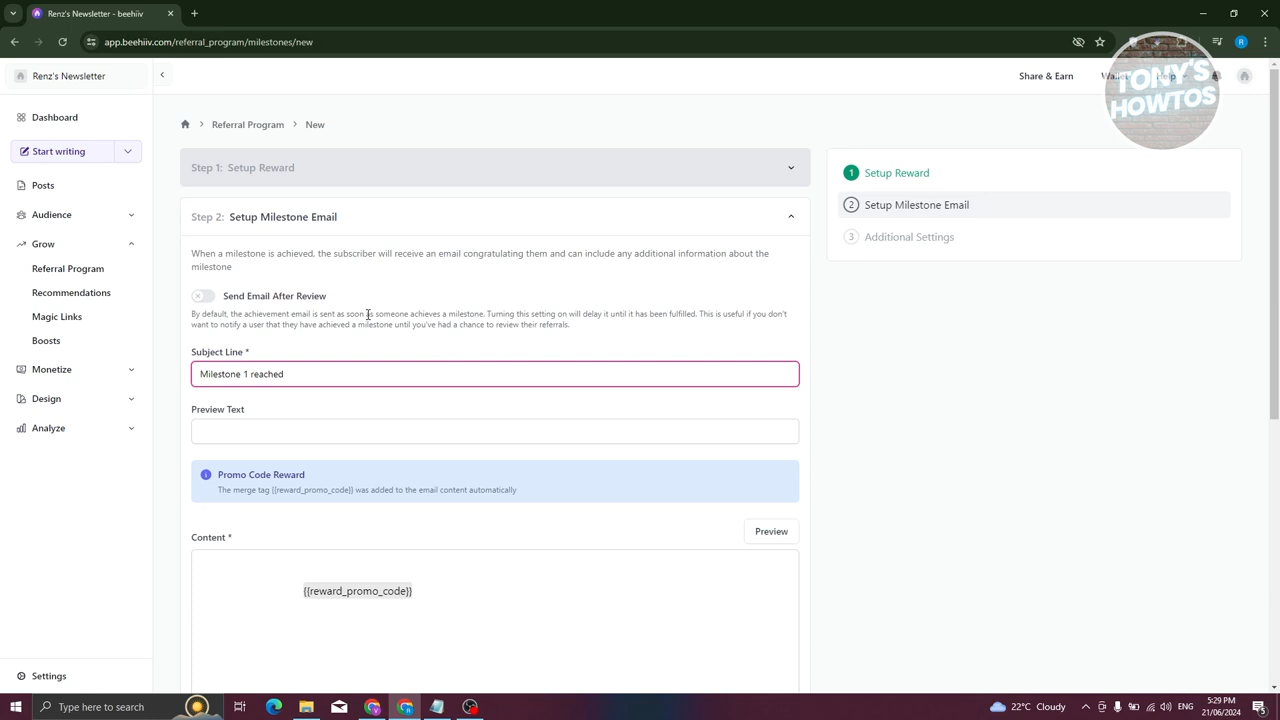 Renz's Newsletter - beehiiv
app.beehiiv.com/referral_program/milestones/new
Renz's Newsletter
Share & Earn
Wallet
Help
TONY'S
HOWTOS
Dashboard
Start writing
Posts
Audience
Grow
Referral Program
Recommendations
Magic Links
Boosts
Monetize
Design
Analyze
Settings
Referral Program
New
Step 1: Setup Reward
Step 2: Setup Milestone Email
When a milestone is achieved, the subscriber will receive an email congratulating them and can include any additional information about the
milestone
Send Email After Review
By default, the achievement email is sent as soon as someone achieves a milestone. Turning this setting on will delay it until it has been fulfilled. This is useful if you don't
want to notify a user that they have achieved a milestone until you've had a chance to review their referrals.
Subject Line *
Milestone 1 reached
Preview Text
Promo Code Reward
The merge tag {{reward_promo_code}} was added to the email content automatically
Content *
Preview
{{reward_promo_code}}
1 Setup Reward
2 Setup Milestone Email
3 Additional Settings
Type here to search
22°C Cloudy
5:29 PM
21/06/2024